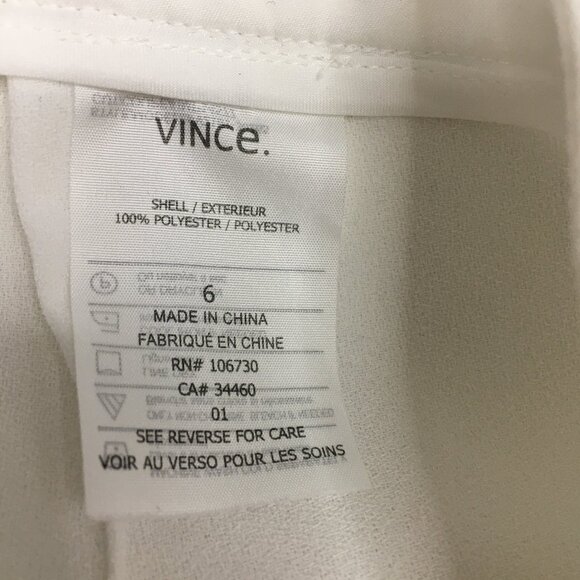 VINCe.
SHELL / EXTERIEUR
100% POLYESTER / POLYESTER
6
MADE IN CHINA
FABRIQUÉ EN CHINE
RN# 106730
CA# 34460
01
SEE REVERSE FOR CARE
VOIR AU VERSO POUR LES SOINS